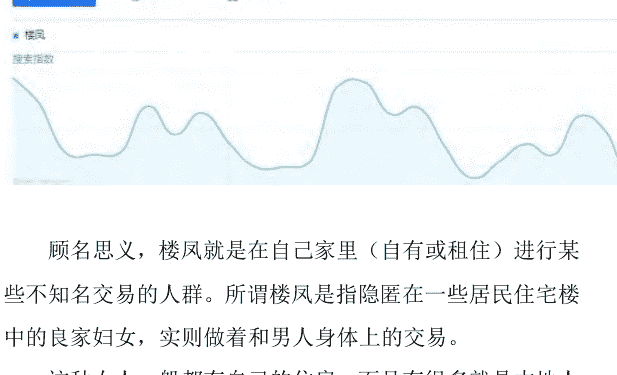 楼凤
搜索指数
顾名思义，楼凤就是在自己家里（自有或租住）进行某
些不知名交易的人群。所谓楼凤是指隐匿在一些居民住宅楼
中的良家妇女，实则做着和男人身体上的交易。